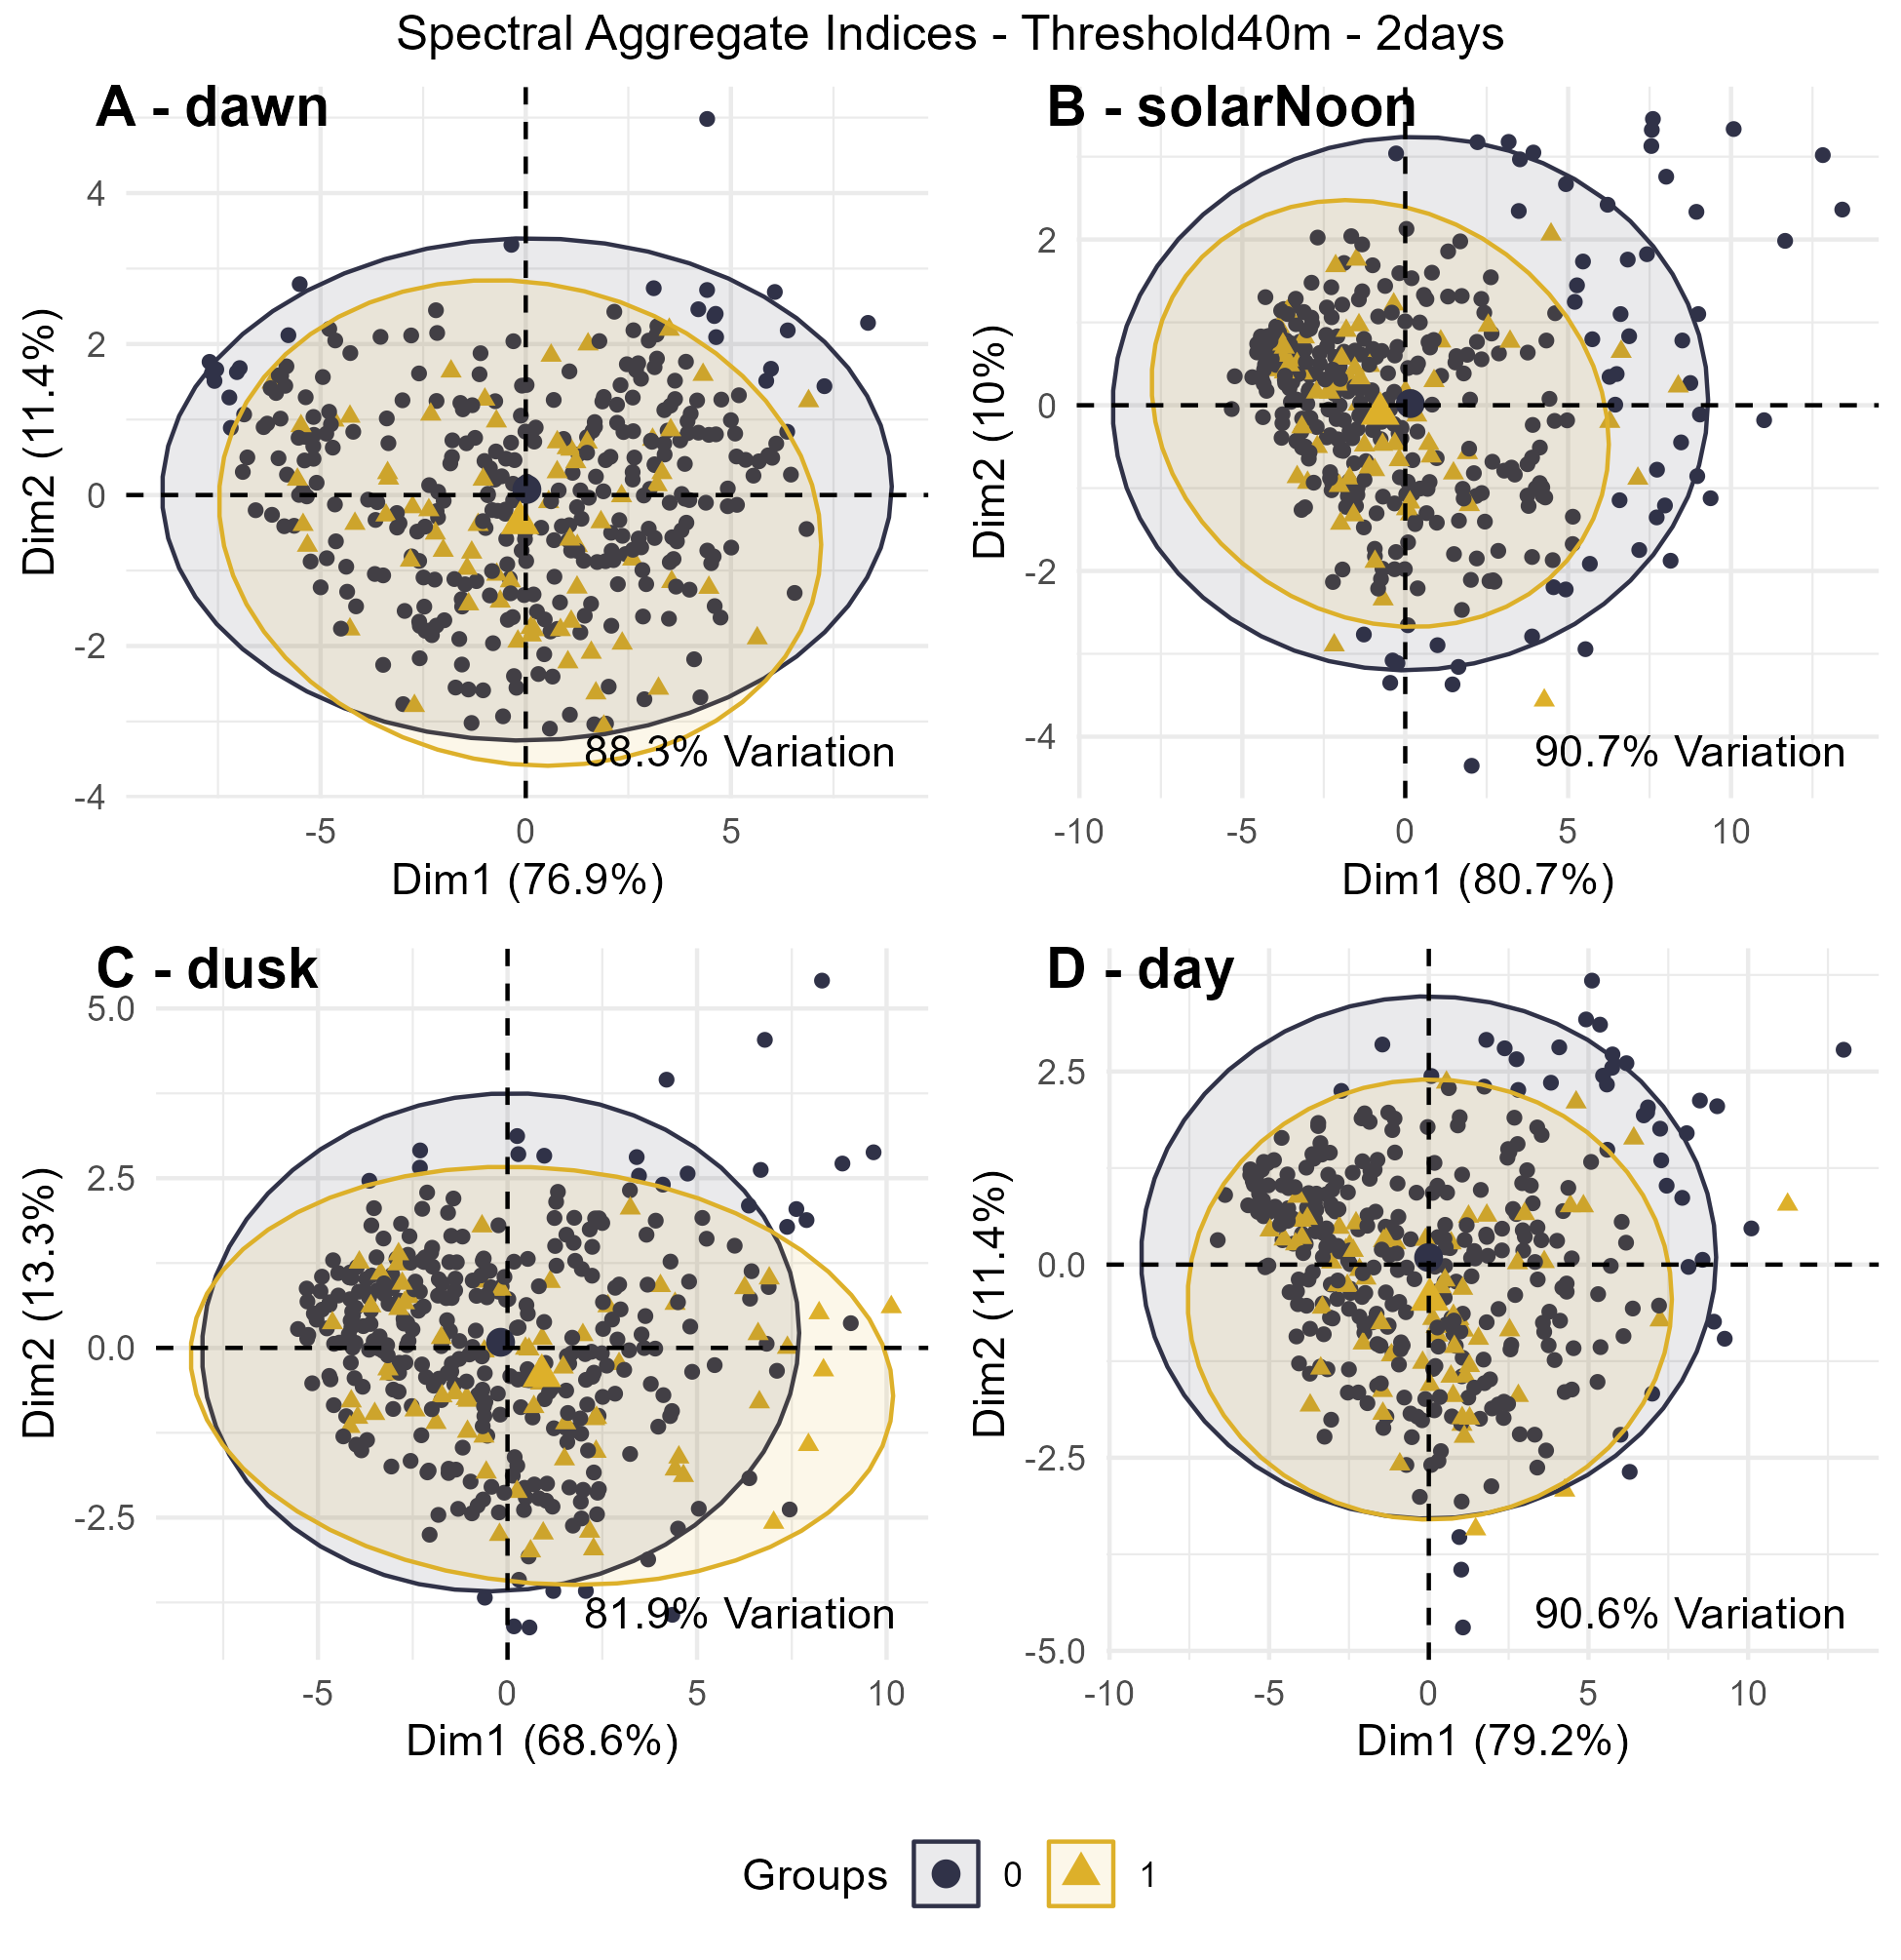 Spectral Aggregate Indices - Threshold40m - 2days
A - dawn
4
2
0
-2
-4
Dim2 (11.4%)
88.3% Variation
-5
0
5
Dim1 (76.9%)
B - solarNoon
2
0
-2
-4
Dim2 (10%)
90.7% Variation
-10
-5
0
5
10
Dim1 (80.7%)
C - dusk
5.0
2.5
0.0
-2.5
Dim2 (13.3%)
81.9% Variation
-5
0
5
10
Dim1 (68.6%)
D - day
2.5
0.0
-2.5
-5.0
Dim2 (11.4%)
90.6% Variation
-10
-5
0
5
10
Dim1 (79.2%)
Groups 0 1